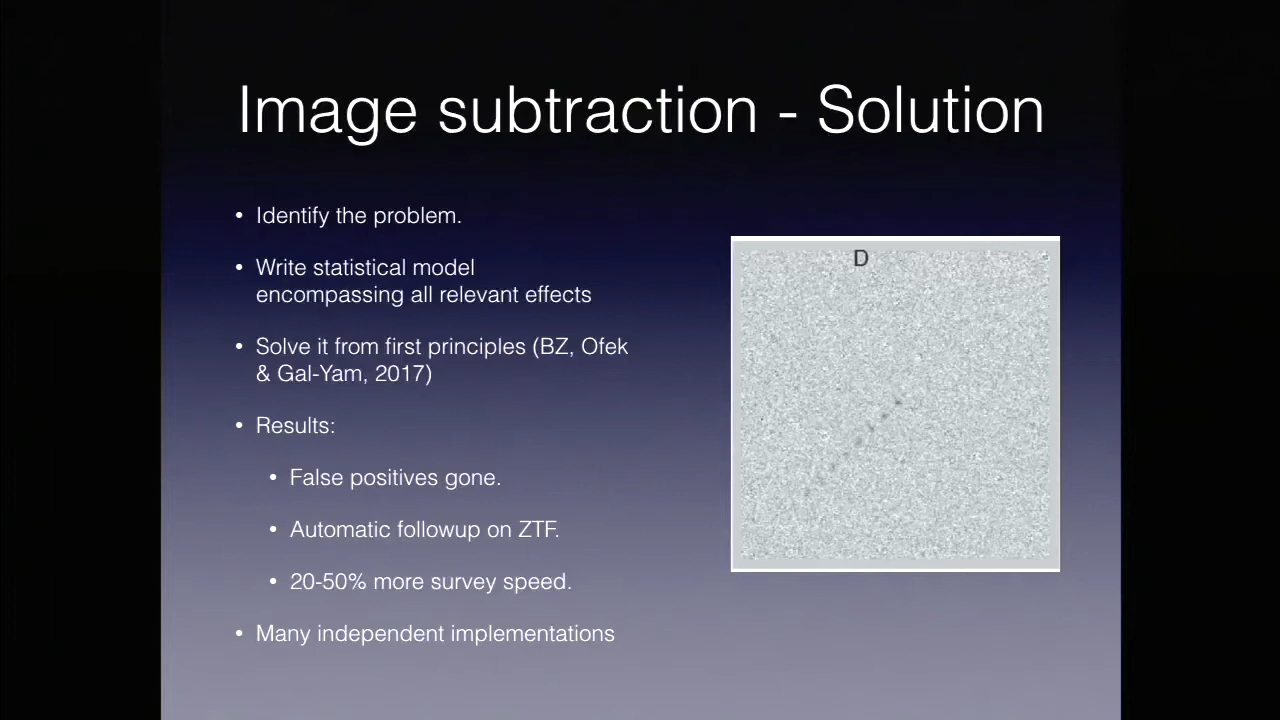 Image subtraction - Solution
• Identify the problem.
• Write statistical model
encompassing all relevant effects
• Solve it from first principles (BZ, Ofek
& Gal-Yam, 2017)
• Results:
• False positives gone.
• Automatic followup on ZTF.
• 20-50% more survey speed.
• Many independent implementations
D